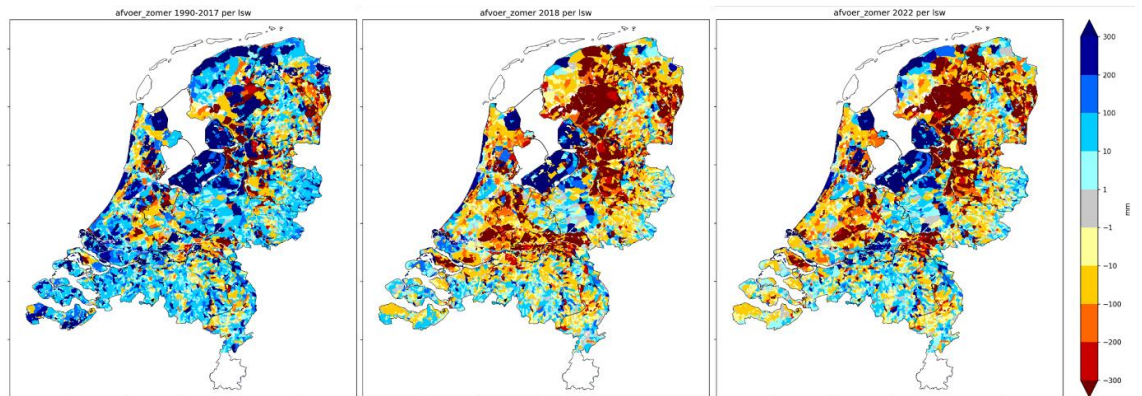 afvoer_zomer 1990-2017 per lsw
afvoer_zomer 2018 per lsw
afvoer_zomer 2022 per lsw
300
200
100
10
1
−1
−10
−100
−200
−300
mm